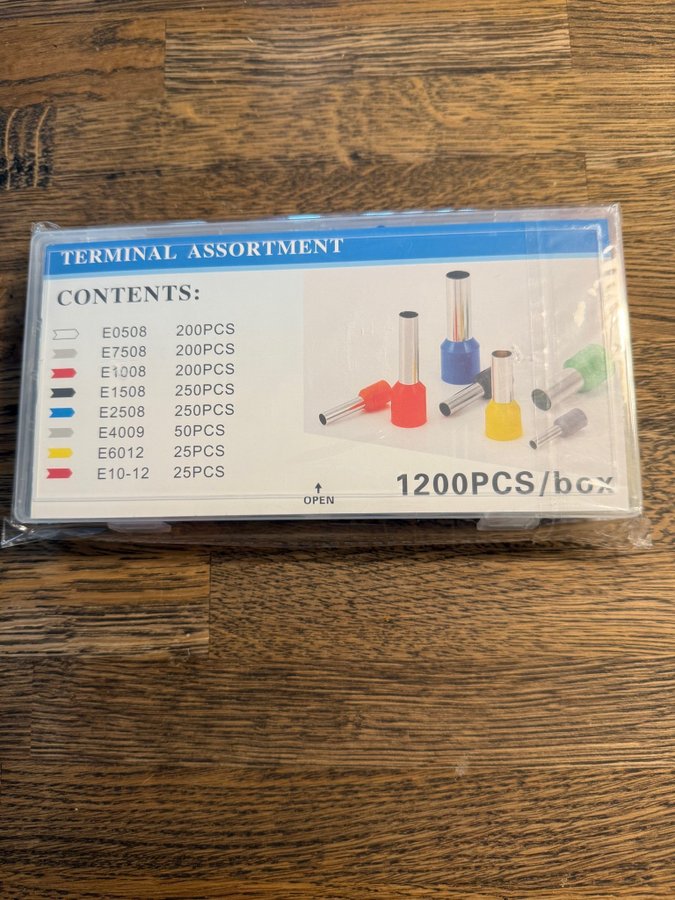 TERMINAL ASSORTMENT
CONTENTS:
E0508 200PCS
E7508 200PCS
E1008 200PCS
E1508 250PCS
E2508 250PCS
E4009 50PCS
E6012 25PCS
E10-12 25PCS
OPEN
1200PCS/box